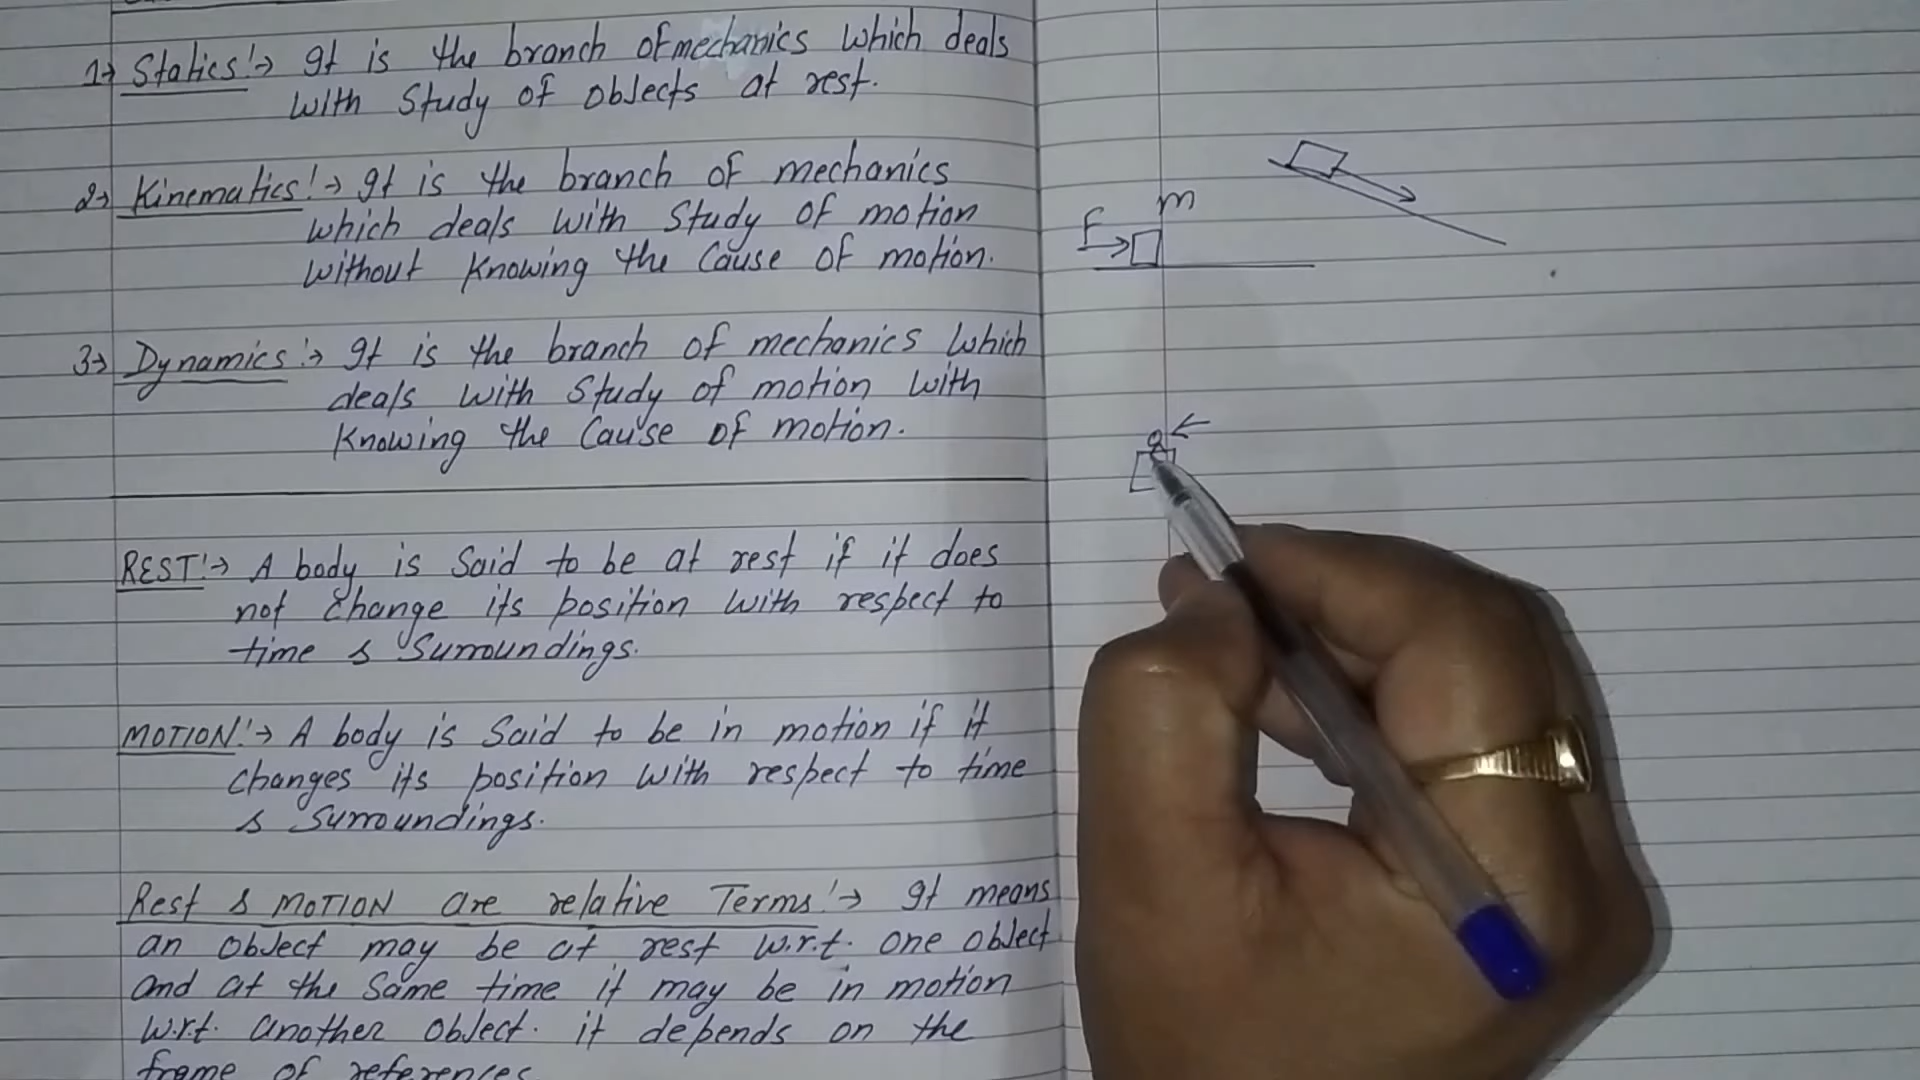 1→ Statics:→ It is the branch of mechanics which deals
with study of objects at rest.
2→ Kinematics:→ It is the branch of mechanics
which deals with study of motion
without knowing the cause of motion.
3→ Dynamics:→ It is the branch of mechanics which
deals with study of motion with
knowing the cause of motion.
REST:→ A body is said to be at rest if it does
not change its position with respect to
time & surroundings.
MOTION:→ A body is said to be in motion if it
changes its position with respect to time
& surroundings.
Rest & MOTION are relative Terms:→ It means
an object may be at rest w.r.t. one object
and at the same time it may be in motion
w.r.t. another object. it depends on the
frame of references
F
m